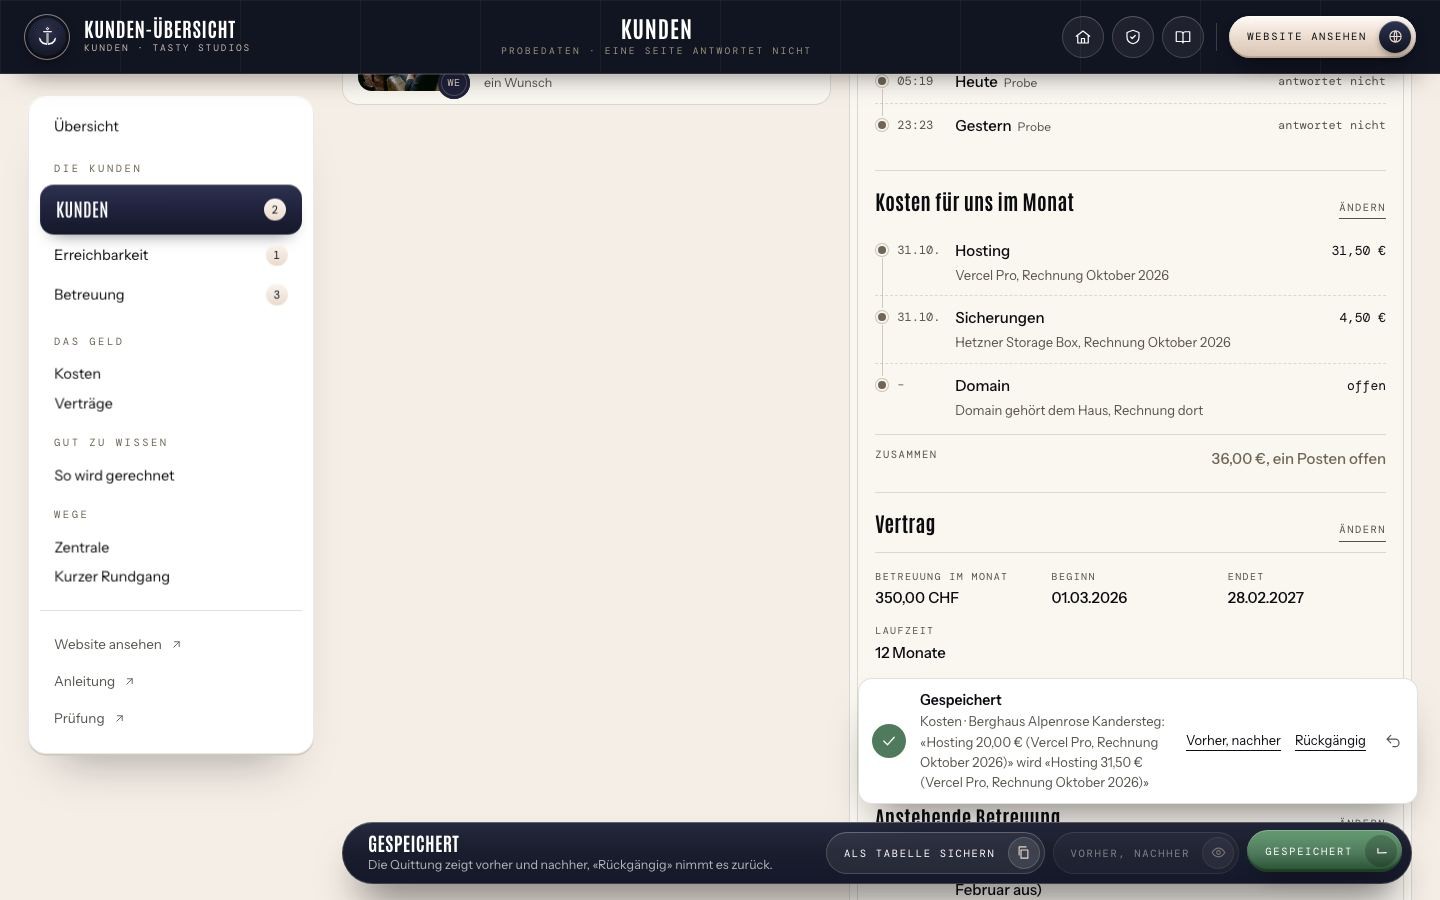 KUNDEN-ÜBERSICHT
KUNDEN · TASTY STUDIOS
KUNDEN
PROBEDATEN · EINE SEITE ANTWORTET NICHT
WEBSITE ANSEHEN
Übersicht
DIE KUNDEN
KUNDEN 2
Erreichbarkeit 1
Betreuung 3
DAS GELD
Kosten
Verträge
GUT ZU WISSEN
So wird gerechnet
WEGE
Zentrale
Kurzer Rundgang
Website ansehen
Anleitung
Prüfung
WE
ein Wunsch
05:19 Heute Probe antwortet nicht
23:23 Gestern Probe antwortet nicht
Kosten für uns im Monat ÄNDERN
31.10. Hosting 31,50 €
Vercel Pro, Rechnung Oktober 2026
31.10. Sicherungen 4,50 €
Hetzner Storage Box, Rechnung Oktober 2026
– Domain offen
Domain gehört dem Haus, Rechnung dort
ZUSAMMEN 36,00 €, ein Posten offen
Vertrag ÄNDERN
BETREUUNG IM MONAT BEGINN ENDET
350,00 CHF 01.03.2026 28.02.2027
LAUFZEIT
12 Monate
Gespeichert
Kosten · Berghaus Alpenrose Kandersteg:
«Hosting 20,00 € (Vercel Pro, Rechnung
Oktober 2026)» wird «Hosting 31,50 €
(Vercel Pro, Rechnung Oktober 2026)»
Vorher, nachher Rückgängig
Anstehende Betreuung ÄNDERN
GESPEICHERT
Die Quittung zeigt vorher und nachher, «Rückgängig» nimmt es zurück.
ALS TABELLE SICHERN
VORHER, NACHHER
GESPEICHERT
Februar aus)